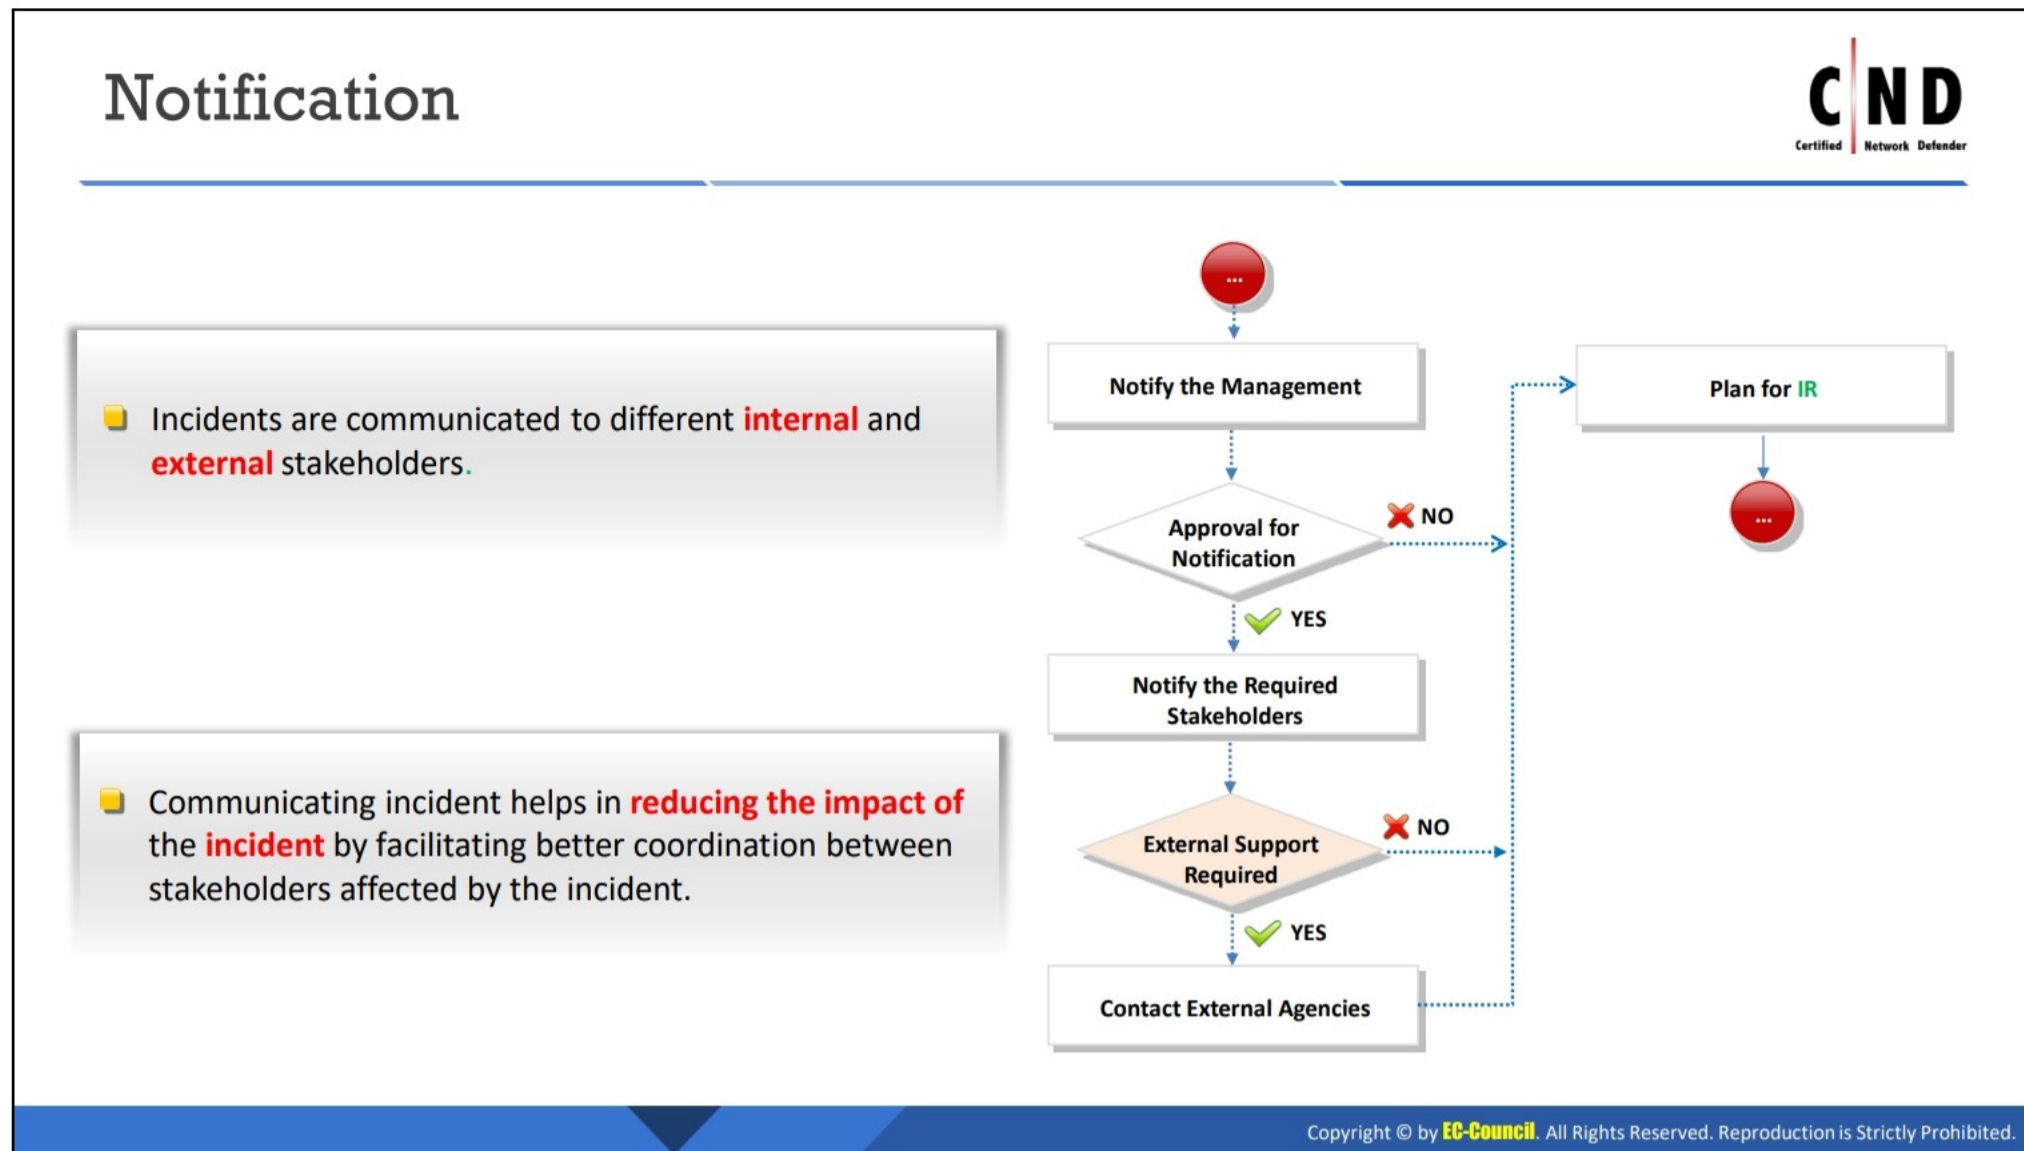 Notification
C|ND
Certified Network Defender
Incidents are communicated to different internal and
external stakeholders.
Communicating incident helps in reducing the impact of
the incident by facilitating better coordination between
stakeholders affected by the incident.
...
Notify the Management
Approval for
Notification
NO
YES
Notify the Required
Stakeholders
External Support
Required
NO
YES
Contact External Agencies
Plan for IR
...
Copyright © by EC-Council. All Rights Reserved. Reproduction is Strictly Prohibited.